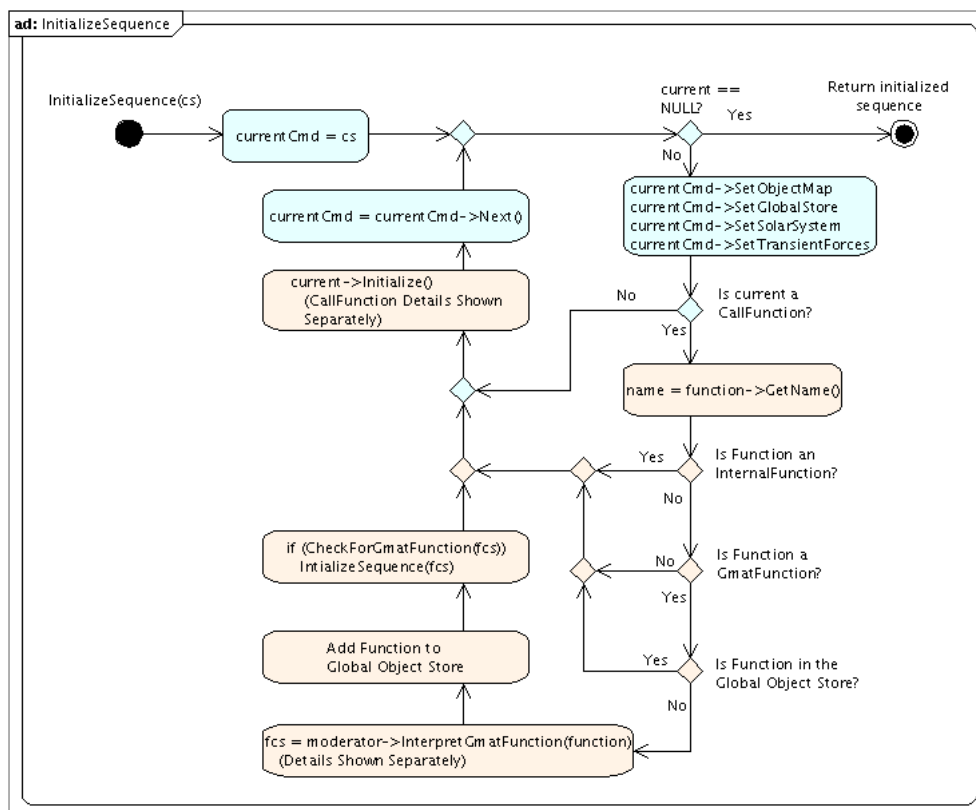 ad: InitializeSequence
InitializeSequence(cs)
currentCmd = cs
current ==
NULL?
Yes
No
Return initialized
sequence
currentCmd->SetObjectMap
currentCmd->SetGlobalStore
currentCmd->SetSolarSystem
currentCmd->SetTransientForces
currentCmd = currentCmd->Next()
current->Initialize()
(CallFunction Details Shown
Separately)
No
Is current a
CallFunction?
Yes
name = function->GetName()
Yes
Is Function an
InternalFunction?
No
if (CheckForGmatFunction(fcs))
IntializeSequence(fcs)
No
Is Function a
GmatFunction?
Yes
Add Function to
Global Object Store
Yes
Is Function in the
Global Object Store?
No
fcs = moderator->InterpretGmatFunction(function)
(Details Shown Separately)